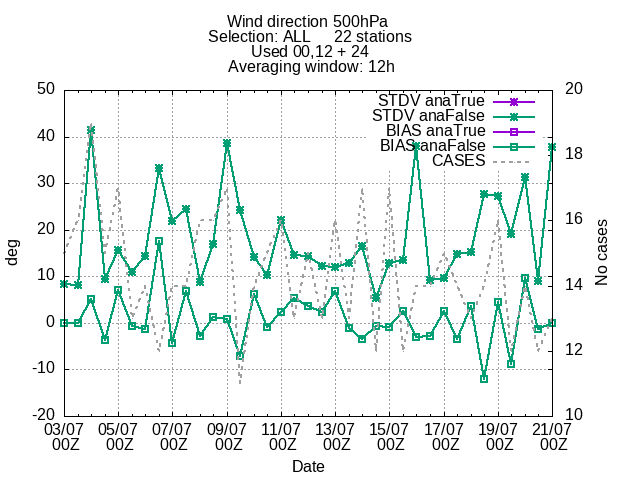 Wind direction 500hPa
Selection: ALL 22 stations
Used 00,12 + 24
Averaging window: 12h
STDV anaTrue
STDV anaFalse
BIAS anaTrue
BIAS anaFalse
CASES
50
40
30
20
10
0
-10
-20
deg
20
18
16
14
12
10
No cases
03/07 05/07 07/07 09/07 11/07 13/07 15/07 17/07 19/07 21/07
00Z 00Z 00Z 00Z 00Z 00Z 00Z 00Z 00Z 00Z
Date